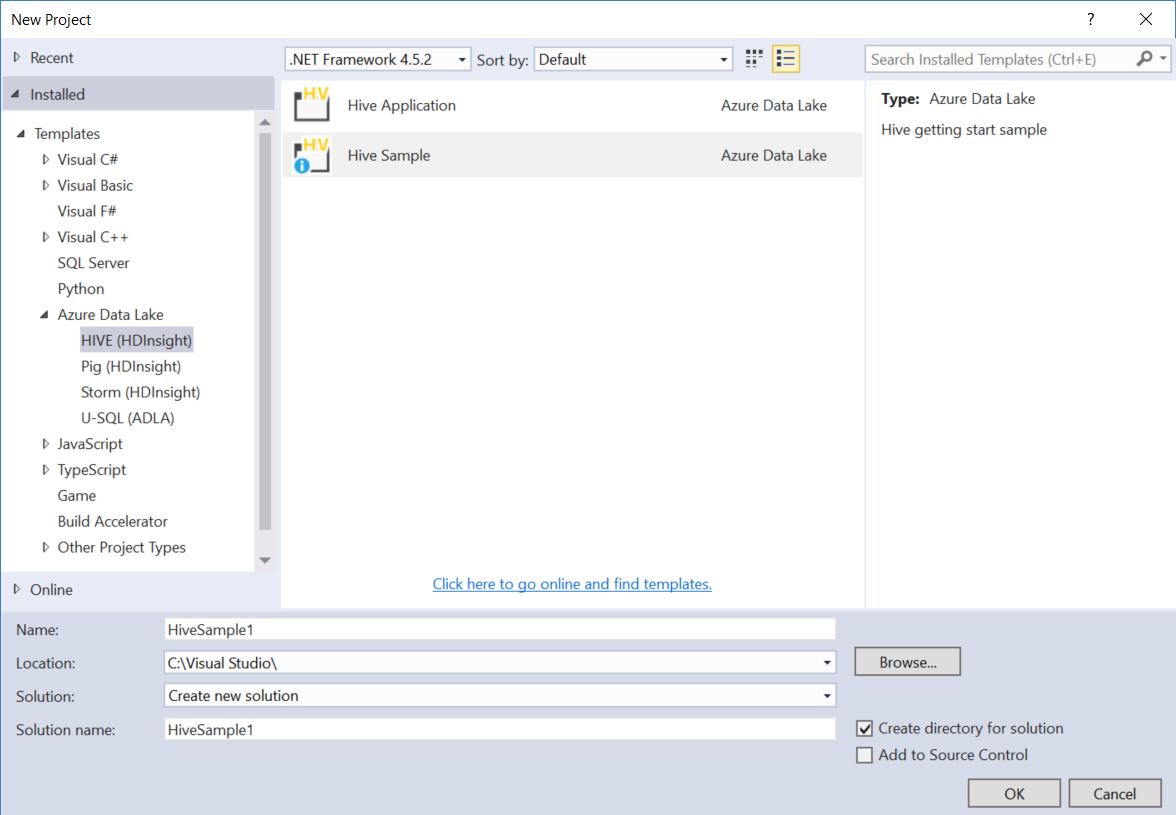 New Project
?
Recent
Installed
Templates
Visual C#
Visual Basic
Visual F#
Visual C++
SQL Server
Python
Azure Data Lake
HIVE (HDInsight)
Pig (HDInsight)
Storm (HDInsight)
U-SQL (ADLA)
JavaScript
TypeScript
Game
Build Accelerator
Other Project Types
Online
.NET Framework 4.5.2 Sort by: Default
HV Hive Application Azure Data Lake
HV Hive Sample Azure Data Lake
Click here to go online and find templates.
Search Installed Templates (Ctrl+E)
Type: Azure Data Lake
Hive getting start sample
Name: HiveSample1
Location: C:\Visual Studio\ Browse...
Solution: Create new solution
Solution name: HiveSample1
Create directory for solution
Add to Source Control
OK Cancel